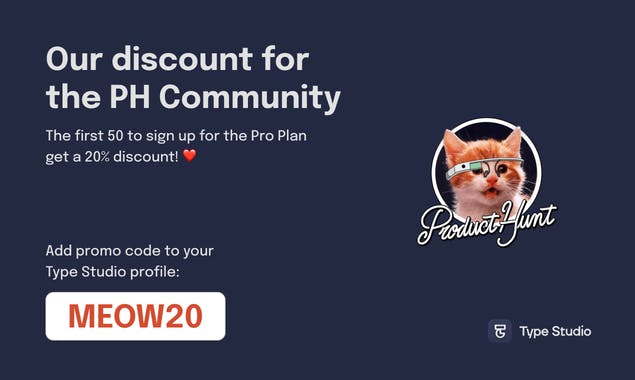 Our discount for
the PH Community
The first 50 to sign up for the Pro Plan
get a 20% discount! ❤️
Product Hunt
Add promo code to your
Type Studio profile:
MEOW20
Type Studio